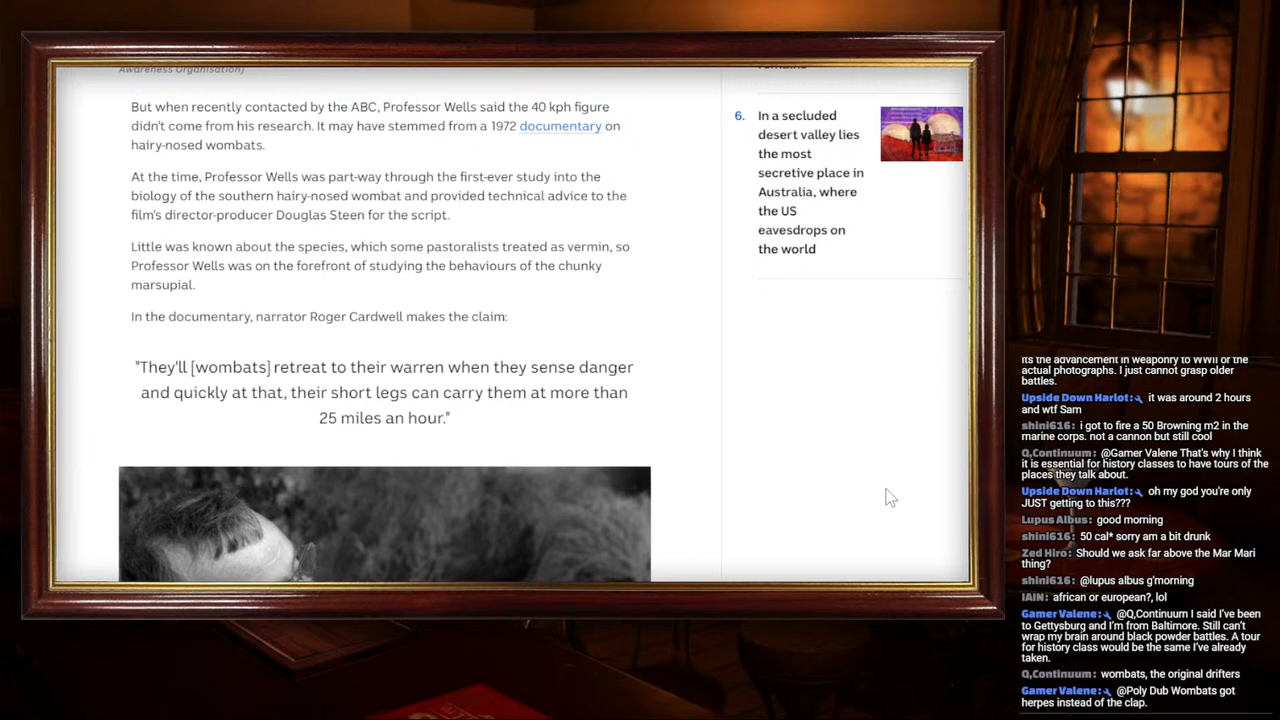 Awareness Organisation)
But when recently contacted by the ABC, Professor Wells said the 40 kph figure
didn't come from his research. It may have stemmed from a 1972 documentary on
hairy-nosed wombats.
At the time, Professor Wells was part-way through the first-ever study into the
biology of the southern hairy-nosed wombat and provided technical advice to the
film's director-producer Douglas Steen for the script.
Little was known about the species, which some pastoralists treated as vermin, so
Professor Wells was on the forefront of studying the behaviours of the chunky
marsupial.
In the documentary, narrator Roger Cardwell makes the claim:
"They'll [wombats] retreat to their warren when they sense danger
and quickly at that, their short legs can carry them at more than
25 miles an hour."
6. In a secluded
desert valley lies
the most
secretive place in
Australia, where
the US
eavesdrops on
the world
its the advancement in weaponry to WWII or the
actual photographs. I just cannot grasp older
battles.
Upside Down Harlot: it was around 2 hours
and wtf Sam
shini616: i got to fire a 50 Browning m2 in the
marine corps. not a cannon but still cool
Q,Continuum: @Gamer Valene That's why I think
it is essential for history classes to have tours of the
places they talk about.
Upside Down Harlot: oh my god you're only
JUST getting to this???
Lupus Albus: good morning
shini616: 50 cal* sorry am a bit drunk
Zed Hiro: Should we ask far above the Mar Mari
thing?
shini616: @lupus albus g'morning
IAIN: african or european?, lol
Gamer Valene: @Q,Continuum I said I've been
to Gettysburg and I'm from Baltimore. Still can't
wrap my brain around black powder battles. A tour
for history class would be the same I've already
taken.
Q,Continuum: wombats, the original drifters
Gamer Valene: @Poly Dub Wombats got
herpes instead of the clap.